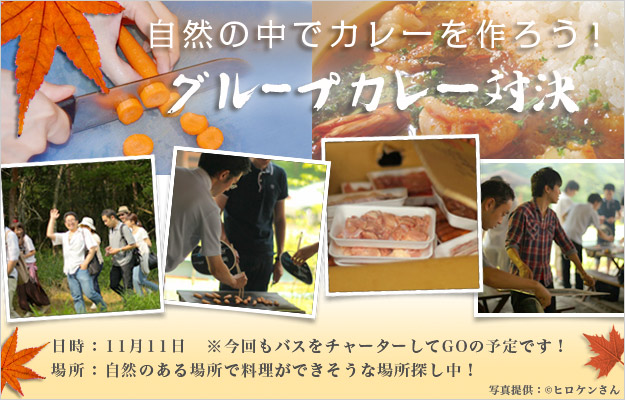 自然の中でカレーを作ろう!
グループカレー対決
日時：11月11日　※今回もバスをチャーターしてGOの予定です！
場所：自然のある場所で料理ができそうな場所探し中！
写真提供：©ヒロケンさん